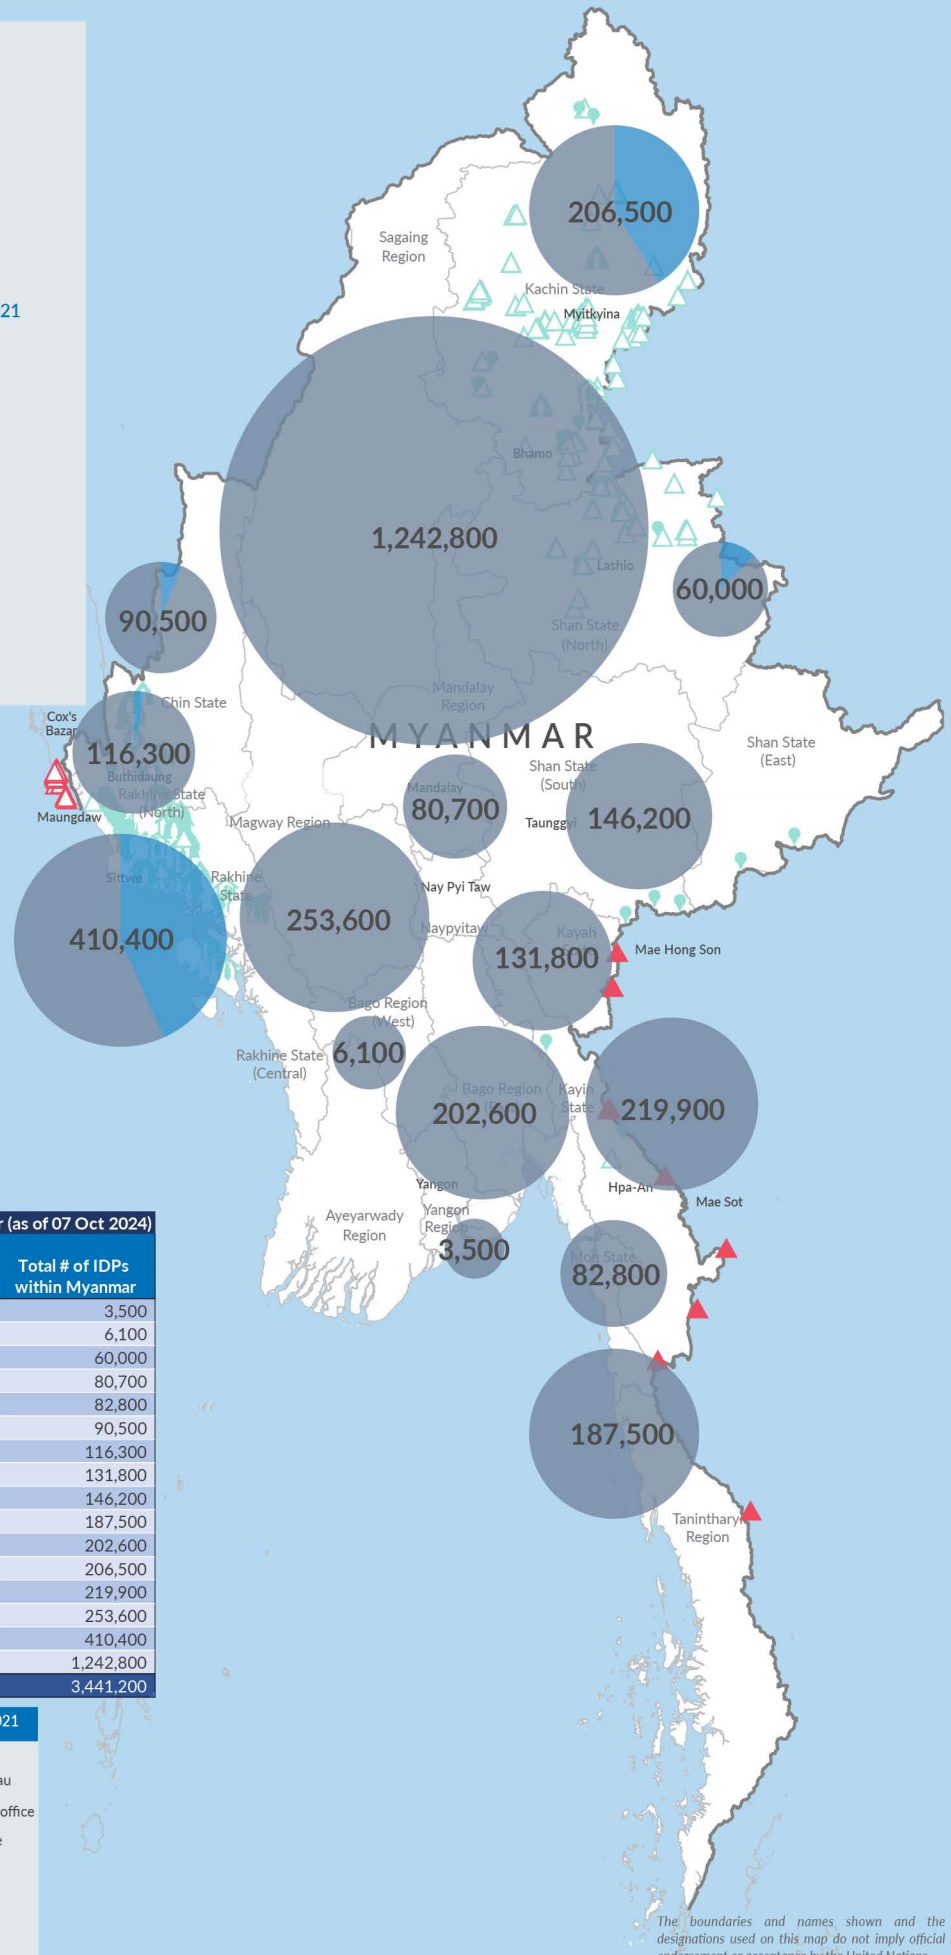 206,500
Sagaing
Region
Kachin State
Myitkyina
21
Bhamo
1,242,800
Lashio
60,000
90,500
Shan State
(North)
Mandalay
Region
Chin State
Cox's
Bazar
MYANMAR
116,300
Shan State
(East)
Buthidaung
Shan State
(South)
Rakhine State
(North)
Mandalay
80,700
Maungdaw
Magway Region
Taunggyi
146,200
Sittwe
Rakhine
State
Nay Pyi Taw
253,600
Naypyitaw
Kayah
410,400
131,800
Mae Hong Son
Bago Region
(West)
Rakhine State
(Central)
6,100
Bago Region
Kayin
State
202,600
219,900
Yangon
Hpa-An
Mae Sot
Ayeyarwady
Region
Yangon
Region
3,500
Mon State
82,800
187,500
Tanintharyi
Region
r (as of 07 Oct 2024)
Total # of IDPs
within Myanmar
3,500
6,100
60,000
80,700
82,800
90,500
116,300
131,800
146,200
187,500
202,600
206,500
219,900
253,600
410,400
1,242,800
3,441,200
021
au
office
e
The boundaries and names shown and the
designations used on this map do not imply official